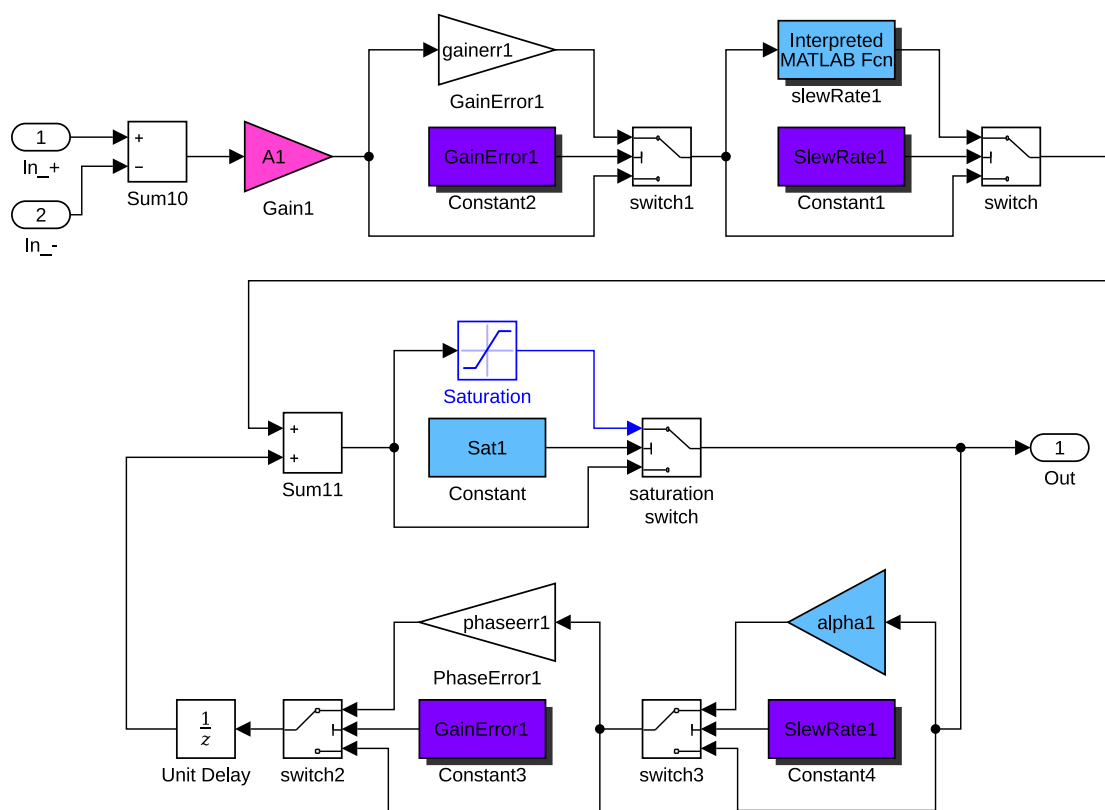 gainerr1
GainError1
Interpreted
MATLAB Fcn
slewRate1
1
In_+
2
In_-
+
−
Sum10
A1
Gain1
GainError1
Constant2
switch1
SlewRate1
Constant1
switch
Saturation
+
+
Sum11
Sat1
Constant
saturation
switch
1
Out
phaseerr1
PhaseError1
alpha1
1
z
Unit Delay
switch2
GainError1
Constant3
switch3
SlewRate1
Constant4